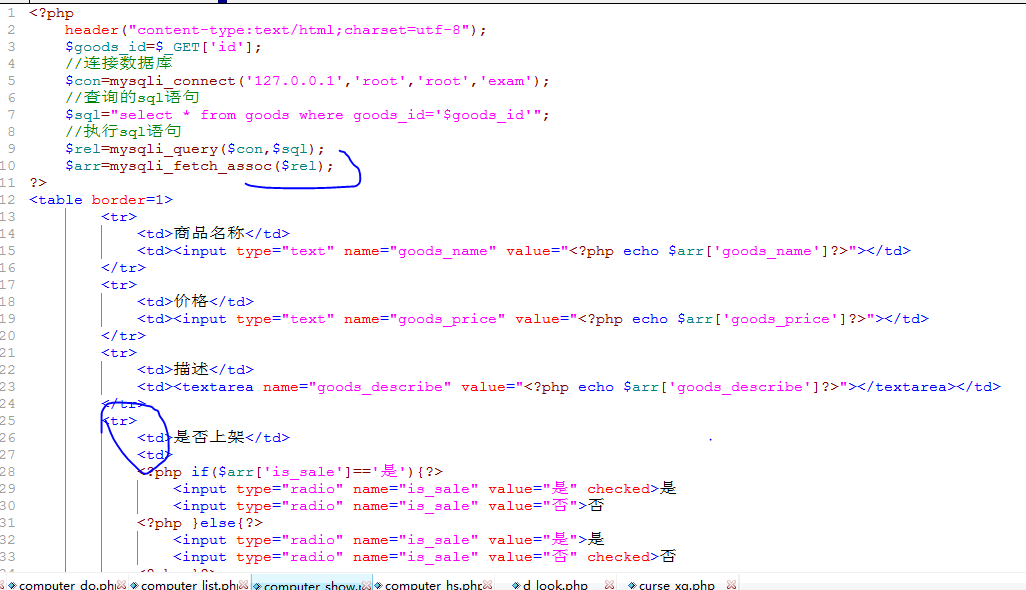 1 <?php
2 header("content-type:text/html;charset=utf-8");
3 $goods_id=$_GET['id'];
4 //连接数据库
5 $con=mysqli_connect('127.0.0.1','root','root','exam');
6 //查询的sql语句
7 $sql="select * from goods where goods_id='$goods_id'";
8 //执行sql语句
9 $rel=mysqli_query($con,$sql);
10 $arr=mysqli_fetch_assoc($rel);
11 ?>
12 <table border=1>
13 <tr>
14 <td>商品名称</td>
15 <td><input type="text" name="goods_name" value="<?php echo $arr['goods_name']?>"></td>
16 </tr>
17 <tr>
18 <td>价格</td>
19 <td><input type="text" name="goods_price" value="<?php echo $arr['goods_price']?>"></td>
20 </tr>
21 <tr>
22 <td>描述</td>
23 <td><textarea name="goods_describe" value="<?php echo $arr['goods_describe']?>"></textarea></td>
24 </tr>
25 <tr>
26 <td>是否上架</td>
27 <td>
28 <?php if($arr['is_sale']=='是'){?>
29 <input type="radio" name="is_sale" value="是" checked>是
30 <input type="radio" name="is_sale" value="否">否
31 <?php }else{?>
32 <input type="radio" name="is_sale" value="是">是
33 <input type="radio" name="is_sale" value="否" checked>否
computer_do.ph computer_list.ph computer_show. computer_hs.ph d_look.php curse_xq.php